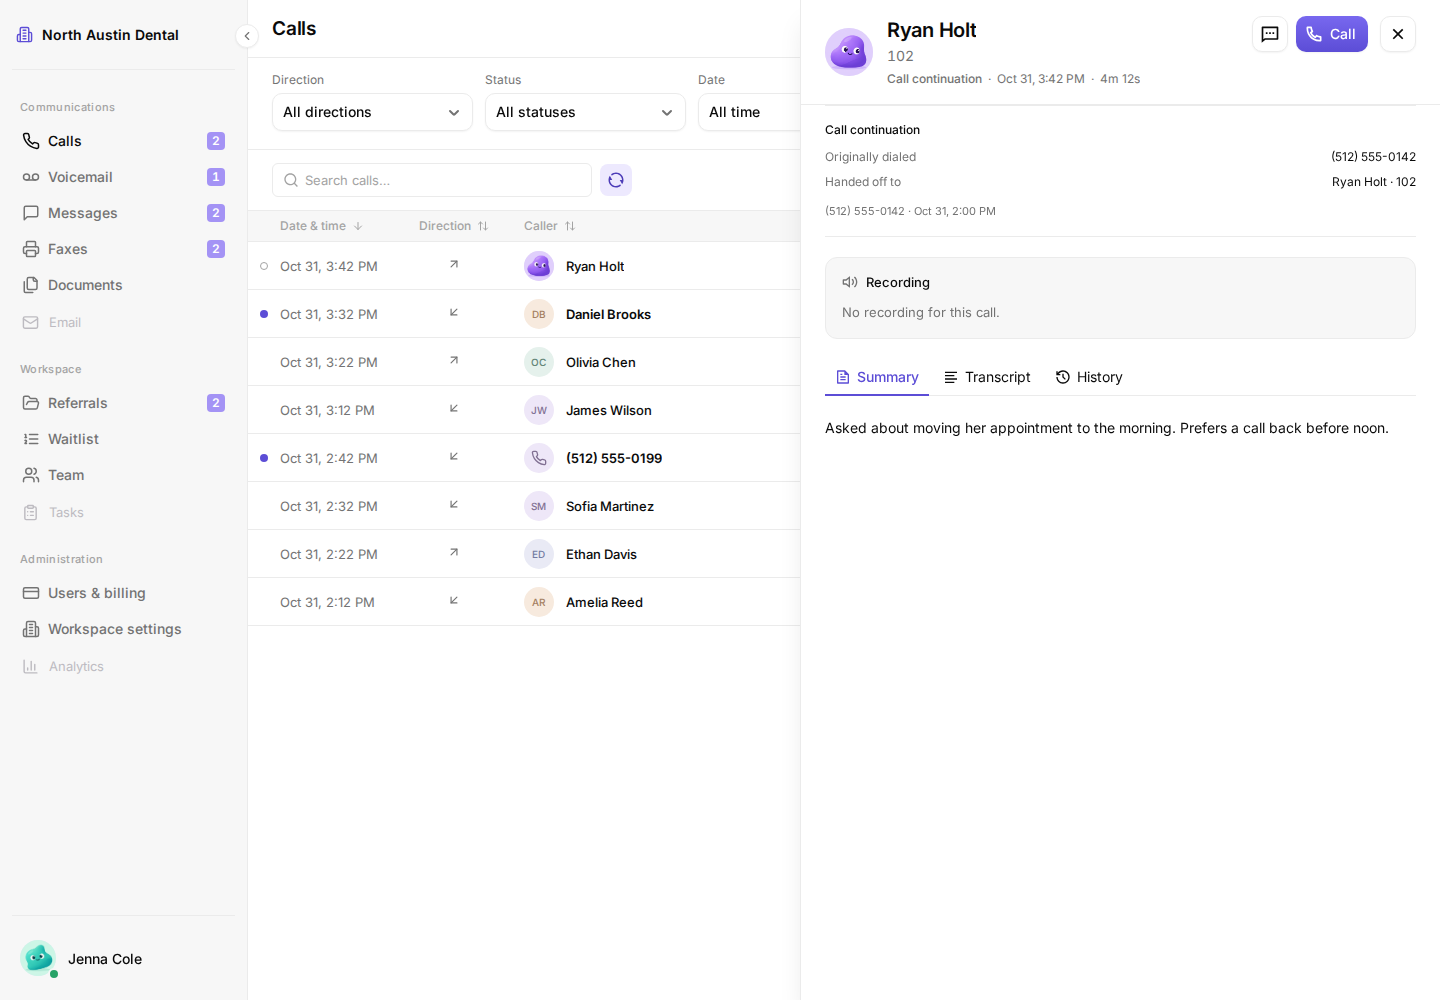 North Austin Dental
Communications
Calls 2
Voicemail 1
Messages 2
Faxes 2
Documents
Email
Workspace
Referrals 2
Waitlist
Team
Tasks
Administration
Users & billing
Workspace settings
Analytics
Jenna Cole
Calls
Direction Status Date
All directions All statuses All time
Search calls...
Date & time Direction Caller
Oct 31, 3:42 PM Ryan Holt
Oct 31, 3:32 PM DB Daniel Brooks
Oct 31, 3:22 PM OC Olivia Chen
Oct 31, 3:12 PM JW James Wilson
Oct 31, 2:42 PM (512) 555-0199
Oct 31, 2:32 PM SM Sofia Martinez
Oct 31, 2:22 PM ED Ethan Davis
Oct 31, 2:12 PM AR Amelia Reed
Ryan Holt
102
Call continuation · Oct 31, 3:42 PM · 4m 12s
Call
Call continuation
Originally dialed (512) 555-0142
Handed off to Ryan Holt · 102
(512) 555-0142 · Oct 31, 2:00 PM
Recording
No recording for this call.
Summary Transcript History
Asked about moving her appointment to the morning. Prefers a call back before noon.